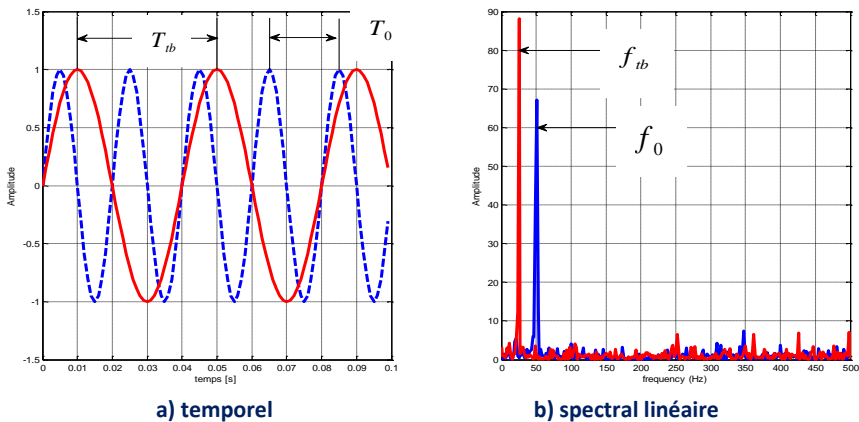 T_tb
T_0
1.5
1
0.5
0
-0.5
-1
-1.5
Amplitude
0 0.01 0.02 0.03 0.04 0.05 0.06 0.07 0.08 0.09 0.1
temps [s]
a) temporel
90
80
70
60
50
40
30
20
10
0
Amplitude
f_tb
f_0
0 50 100 150 200 250 300 350 400 450 500
frequency (Hz)
b) spectral linéaire